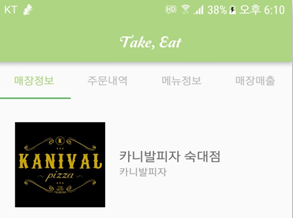 KT 38% 오후 6:10
Take, Eat
매장정보 주문내역 메뉴정보 매장매출
KANIVAL
pizza
카니발피자 숙대점
카니발피자